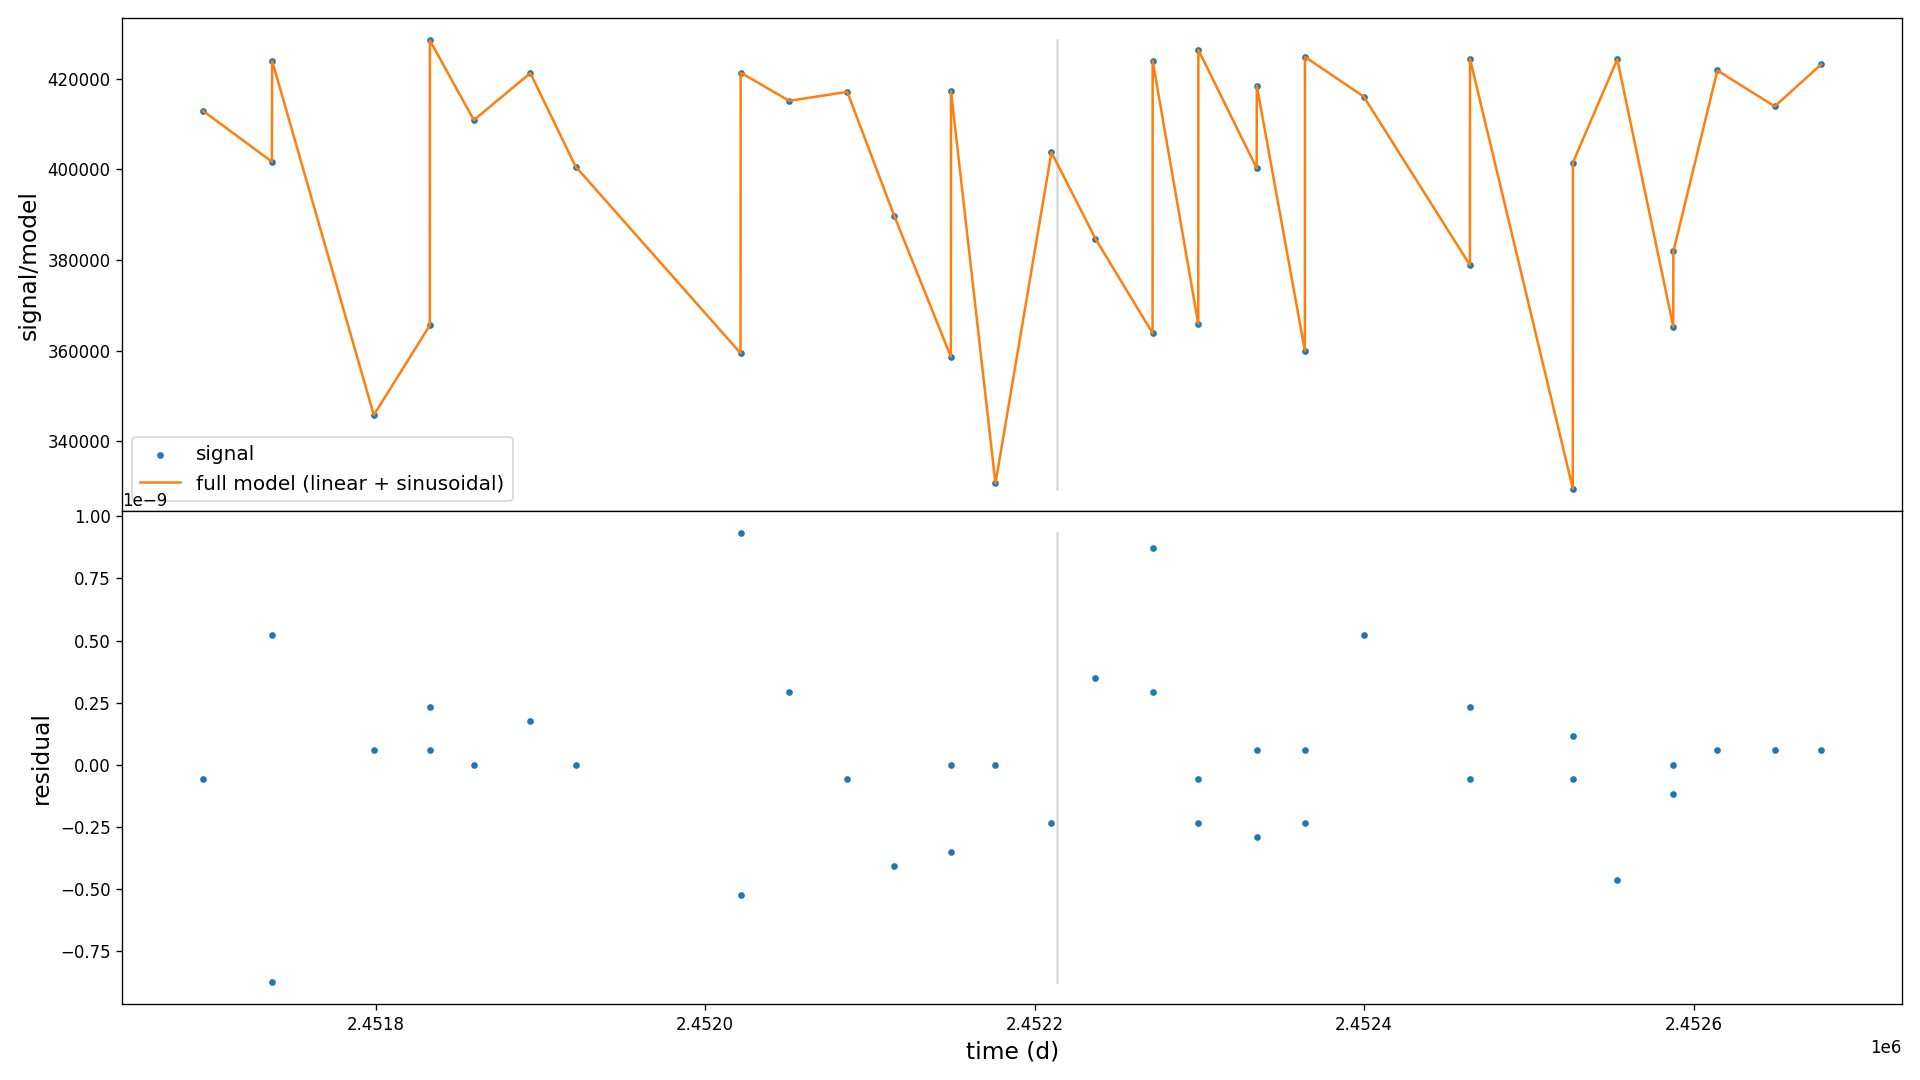 420000
400000
380000
360000
340000
signal/model
signal
full model (linear + sinusoidal)
1e−9
1.00
0.75
0.50
0.25
0.00
−0.25
−0.50
−0.75
residual
2.4518
2.4520
2.4522
2.4524
2.4526
time (d)
1e6